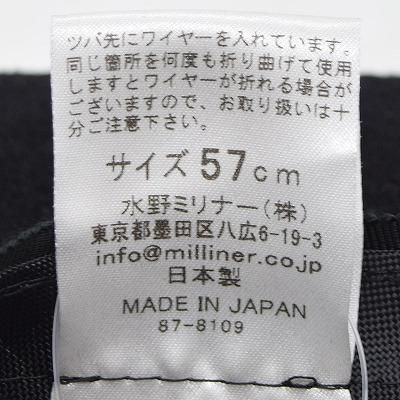 ツバ先にワイヤーを入れています。
同じ箇所を何度も折り曲げて使用
しますとワイヤーが折れる場合が
ございますので、お取り扱いは十
分ご注意下さい。
サイズ 57cm
水野ミリナー(株)
東京都墨田区八広6-19-3
info@milliner.co.jp
日本製
MADE IN JAPAN
87-8109